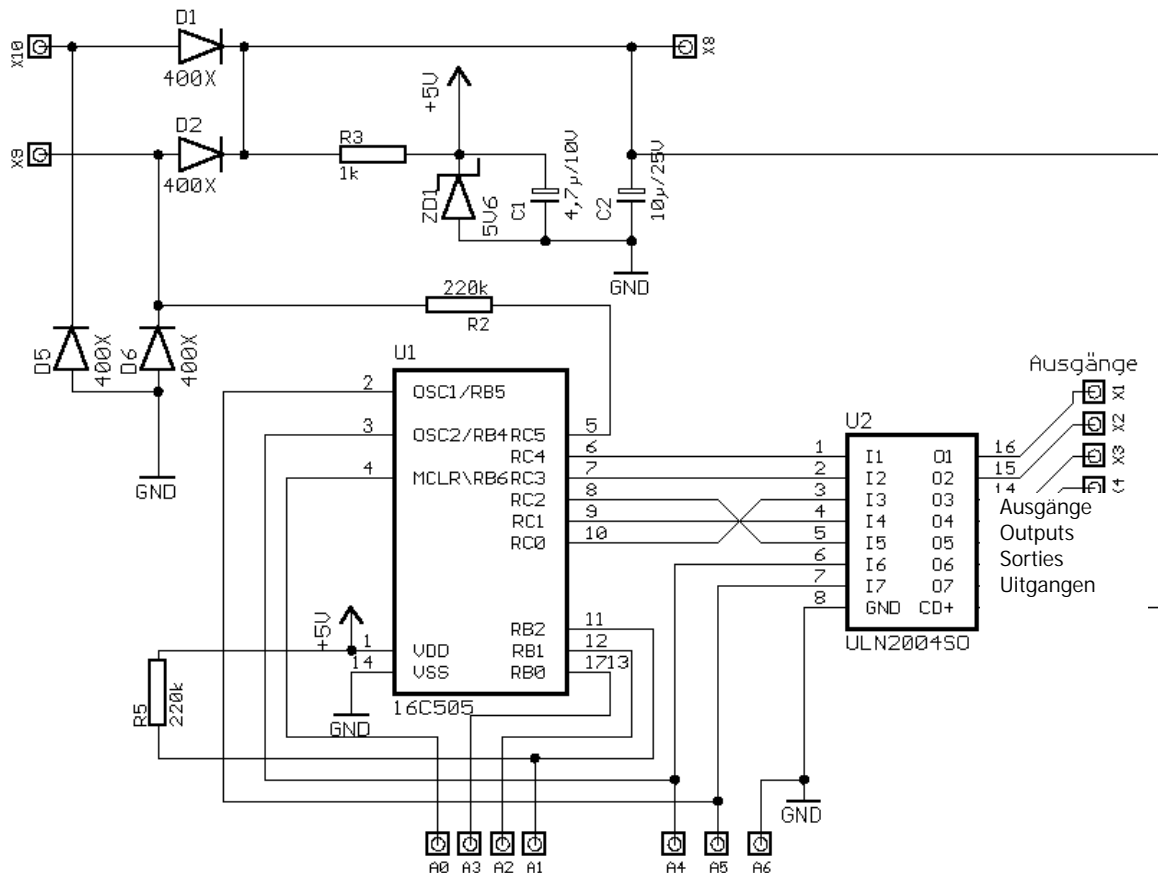 D1
X10
400X
X8
+5V
D2
X9
400X
R3
1k
ZD1
5V6
C1
4,7µ/10V
C2
10µ/25V
GND
220k
R2
D5
400X
D6
400X
GND
U1
2
OSC1/RB5
3
OSC2/RB4
RC5
5
RC4
6
4
MCLR\RB6
RC3
7
RC2
8
RC1
9
RC0
10
RB2
11
+5V
1
VDD
RB1
12
14
VSS
RB0
1713
R5
220k
GND
16C505
Ausgänge
X1
X2
X3
X4
U2
1
I1
O1
16
2
I2
O2
15
3
I3
O3
14
4
I4
O4
5
I5
O5
6
I6
O6
7
I7
O7
8
GND
CD+
ULN2004SO
Ausgänge
Outputs
Sorties
Uitgangen
GND
A0
A3
A2
A1
A4
A5
A6